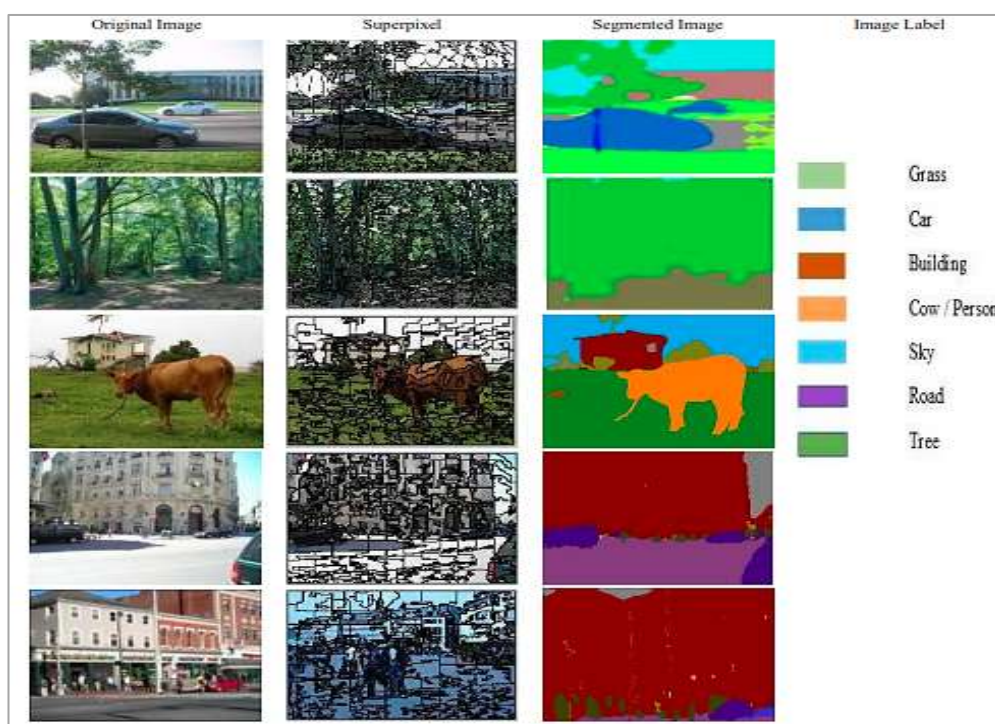 Original Image Superpixel Segmented Image Image Label
Grass
Car
Building
Cow / Person
Sky
Road
Tree